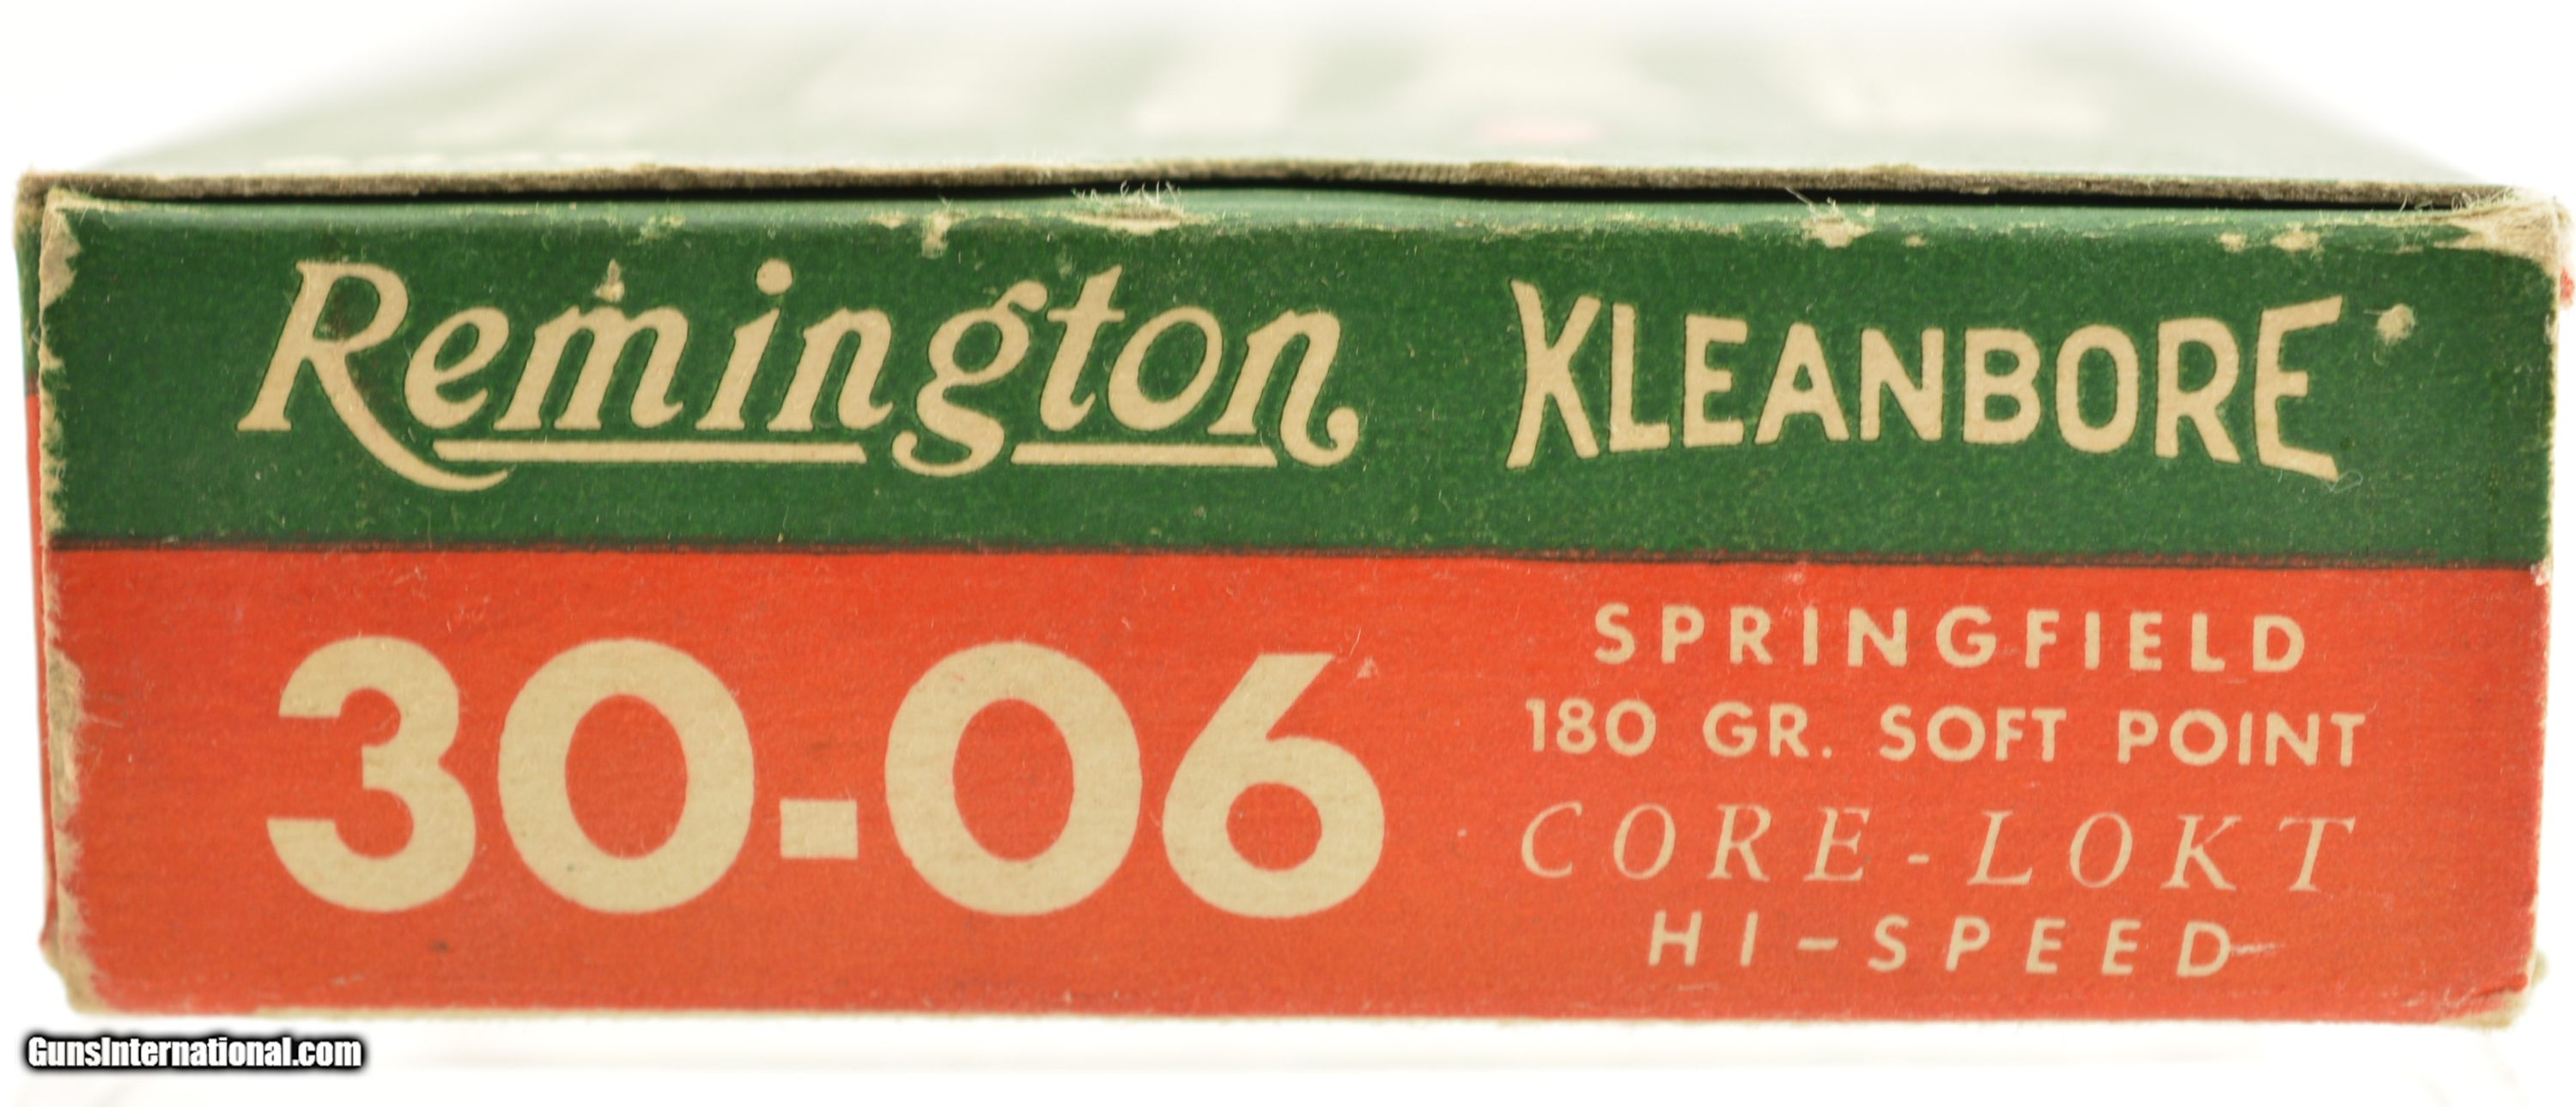 Remington KLEANBORE
30-06
SPRINGFIELD
180 GR. SOFT POINT
CORE-LOKT
HI-SPEED
GunsInternational.com